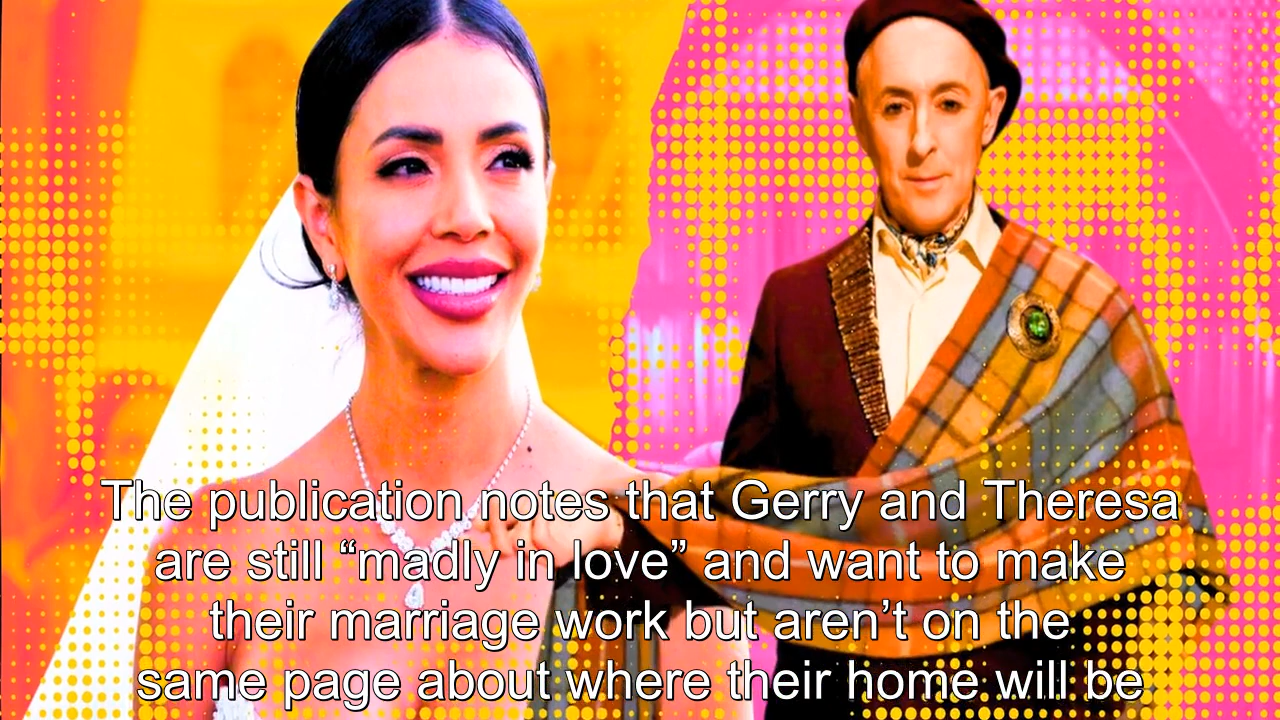 The publication notes that Gerry and Theresa
are still “madly in love” and want to make
their marriage work but aren’t on the
same page about where their home will be